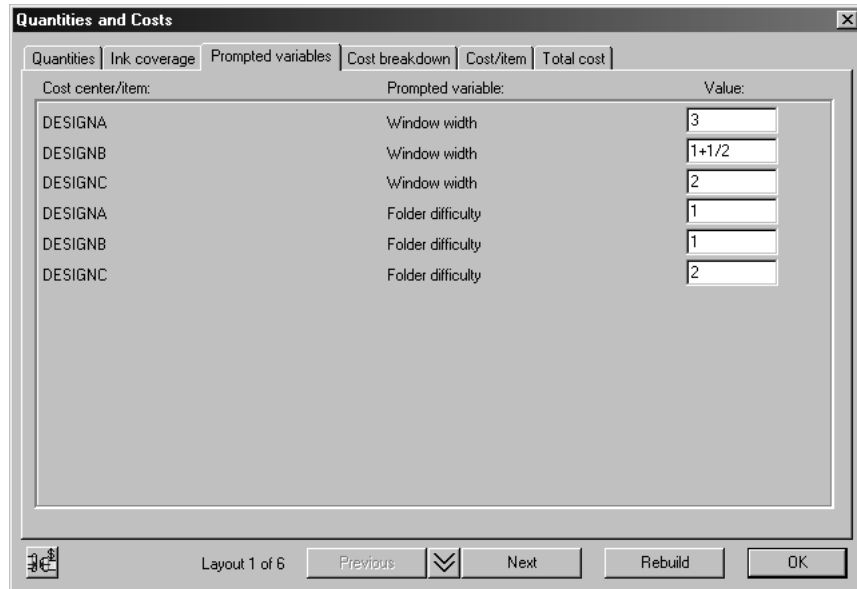 Quantities and Costs
Quantities Ink coverage Prompted variables Cost breakdown Cost/item Total cost
Cost center/item: Prompted variable: Value:
DESIGNA Window width 3
DESIGNB Window width 1+1/2
DESIGNC Window width 2
DESIGNA Folder difficulty 1
DESIGNB Folder difficulty 1
DESIGNC Folder difficulty 2
Layout 1 of 6 Previous Next Rebuild OK